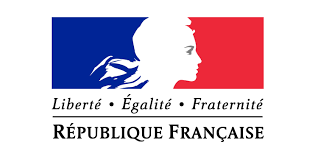 Liberté • Égalité • Fraternité
RÉPUBLIQUE FRANÇAISE